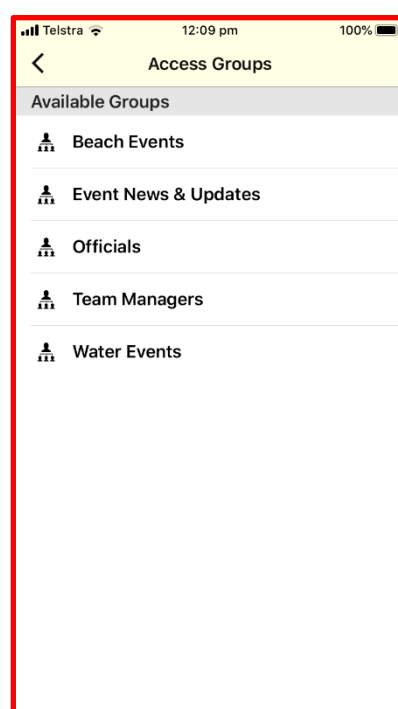 Telstra 12:09 pm 100%
Access Groups
Available Groups
Beach Events
Event News & Updates
Officials
Team Managers
Water Events